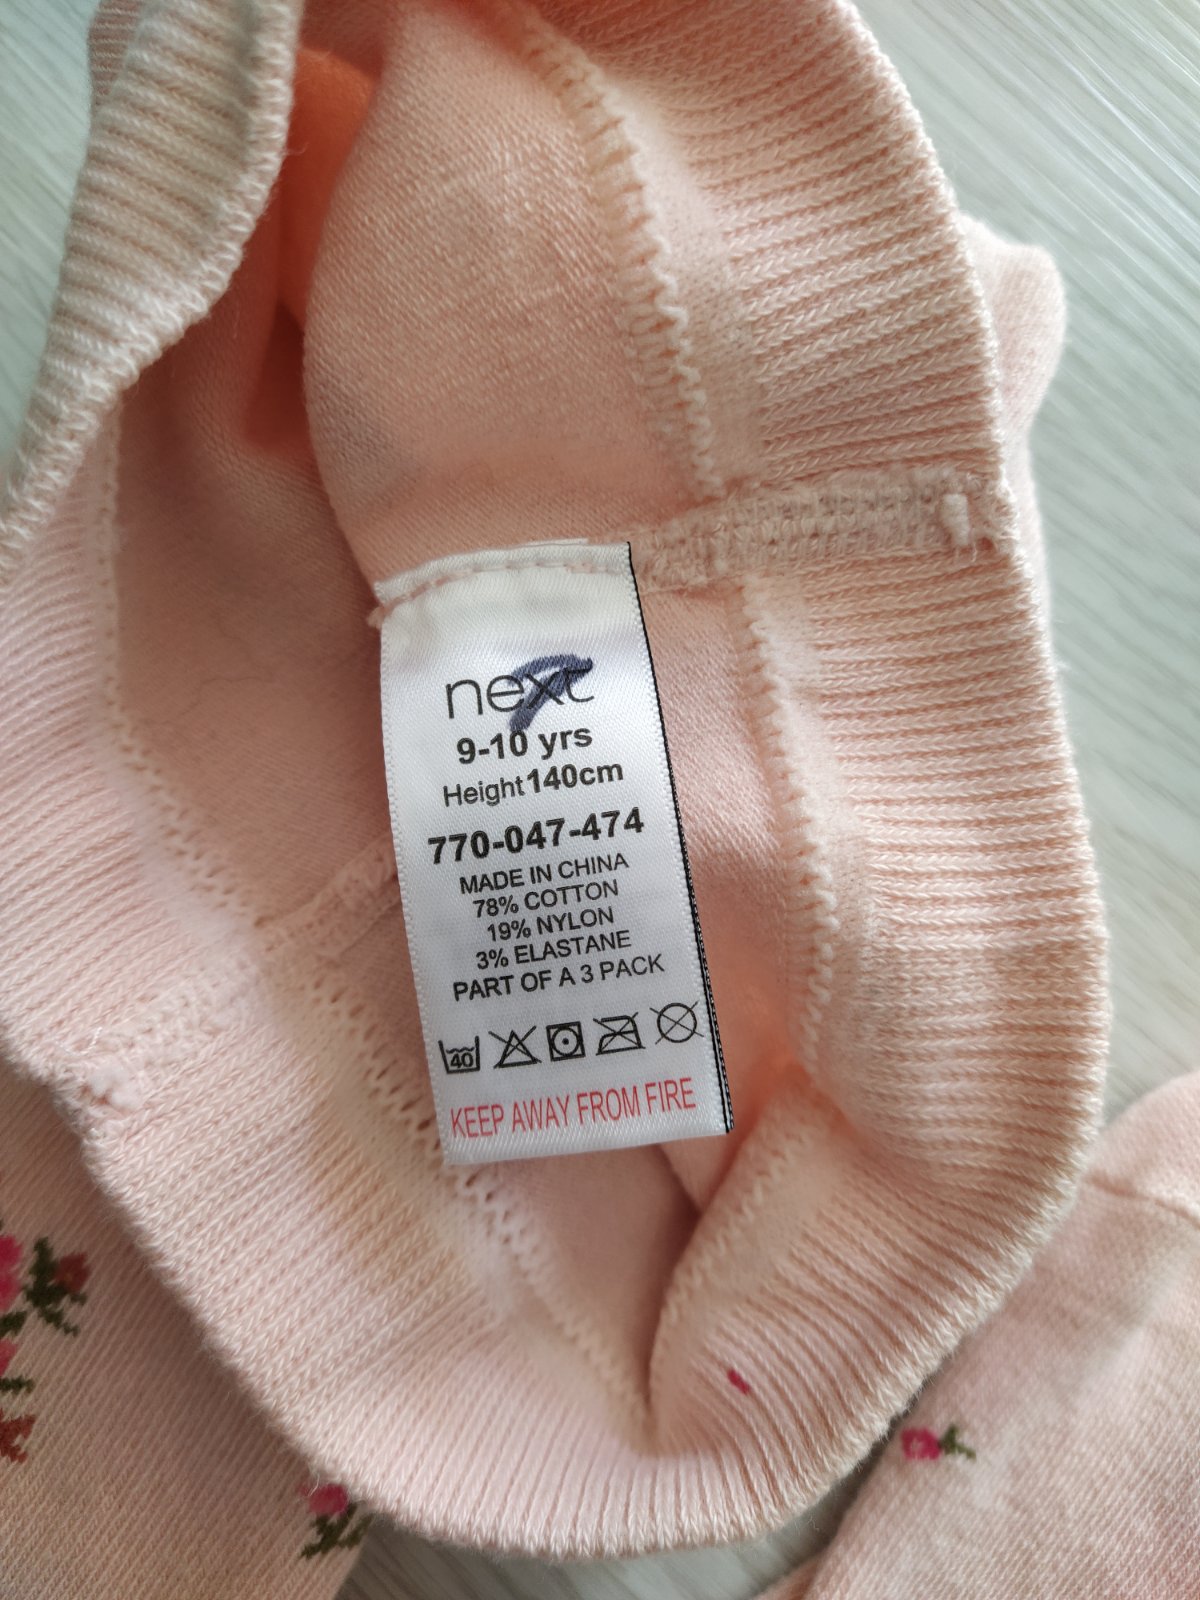 next
9-10 yrs
Height 140cm
770-047-474
MADE IN CHINA
78% COTTON
19% NYLON
3% ELASTANE
PART OF A 3 PACK
40
KEEP AWAY FROM FIRE